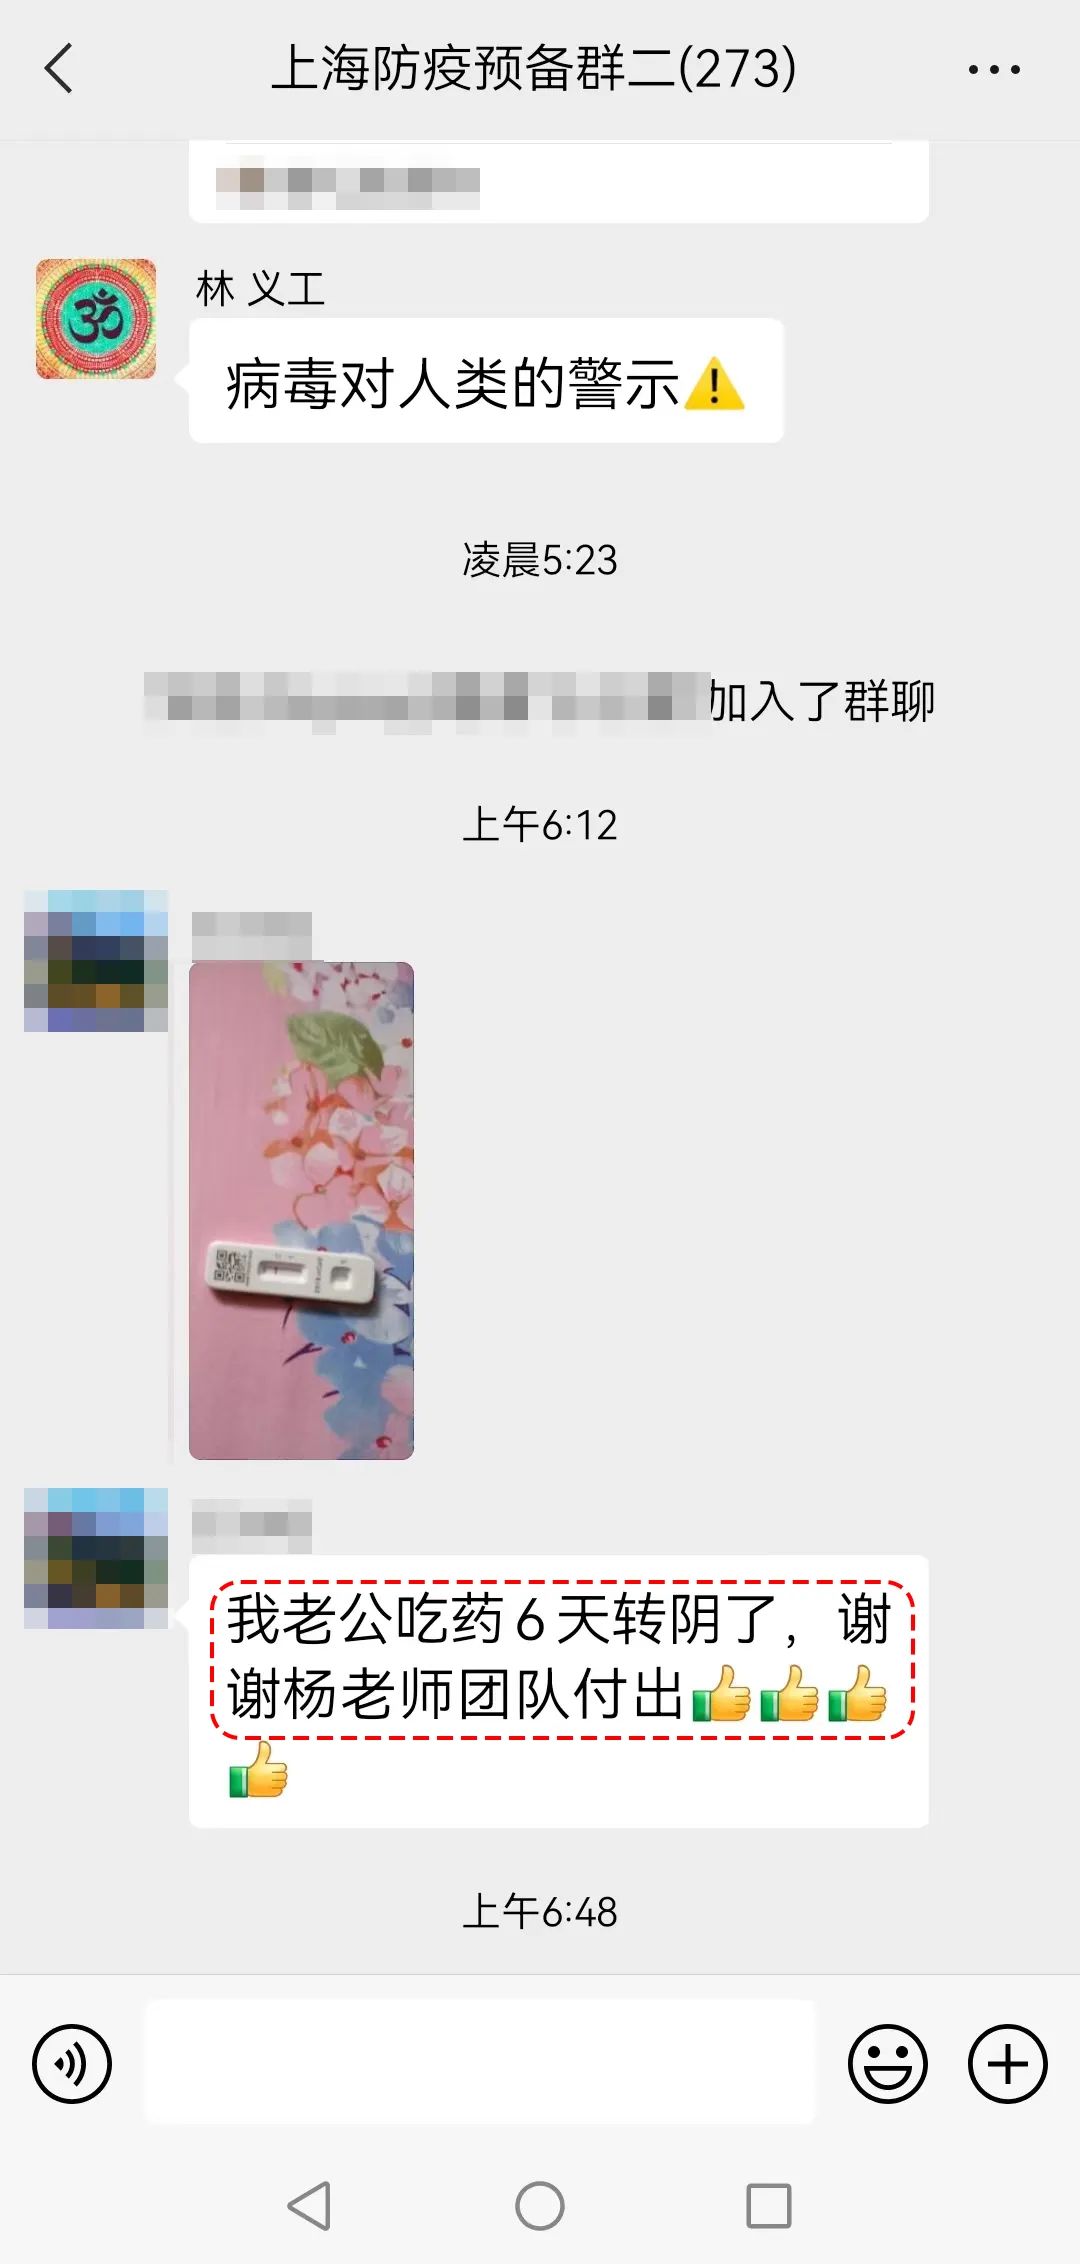 上海防疫预备群二(273)
林 义工
病毒对人类的警示⚠️
凌晨5:23
加入了群聊
上午6:12
我老公吃药6天转阴了，谢
谢杨老师团队付出👍👍👍
👍
上午6:48